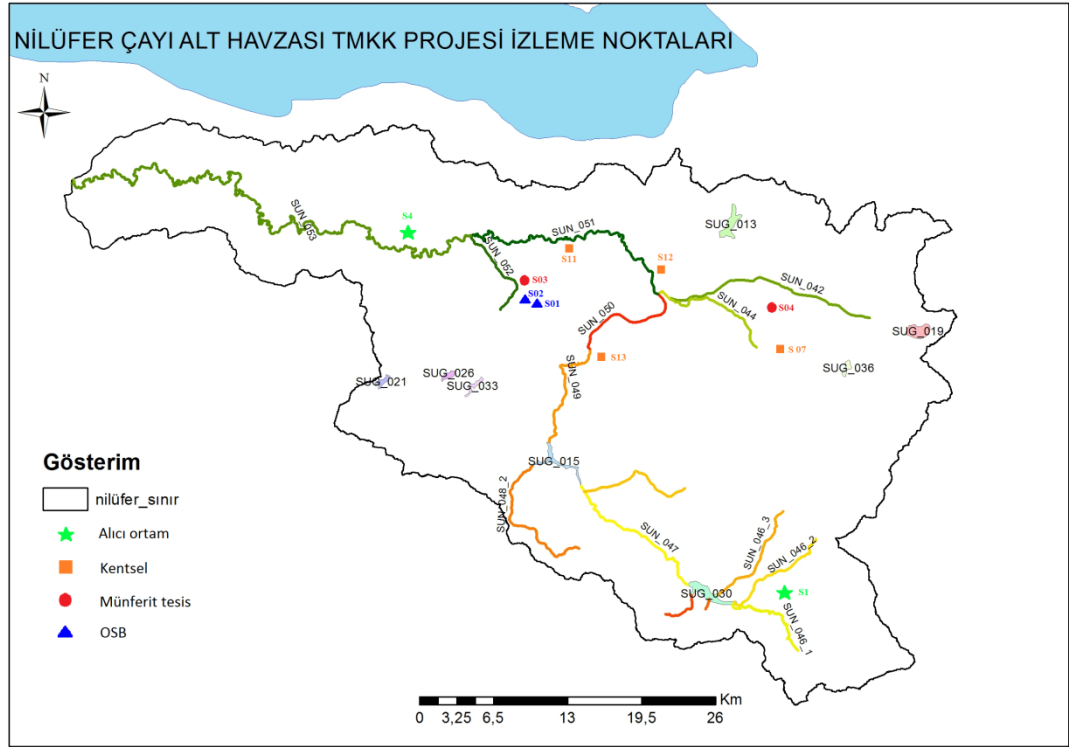 NİLÜFER ÇAYI ALT HAVZASI TMKK PROJESİ İZLEME NOKTALARI
N
SUN_053
S4
SUN_051
SUG_013
S11
S12
SUN_052
S03
S02
S01
SUN_042
SUN_044
S04
SUN_050
SUG_019
S13
S 07
SUG_036
SUG_021
SUG_026
SUG_033
SUN_049
SUG_015
SUN_048_2
SUN_047
SUN_046_3
SUN_046_2
SUG_030
S1
SUN_046_1
Gösterim
nilüfer_sınır
Alıcı ortam
Kentsel
Münferit tesis
OSB
Km
0 3,25 6,5 13 19,5 26